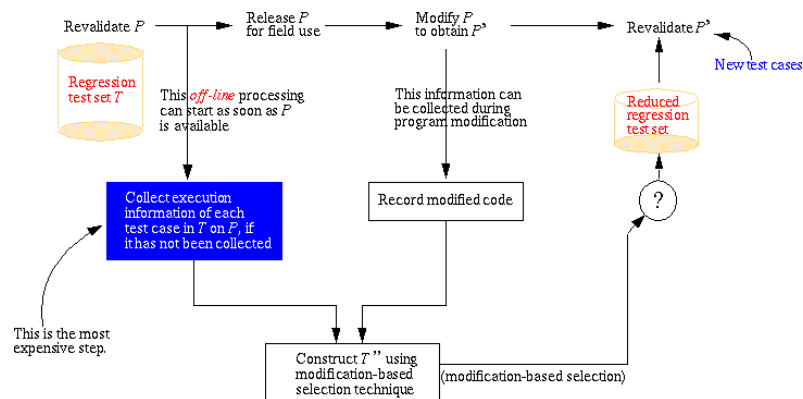 Revalidate P
Release P
for field use
Modify P
to obtain P’
Revalidate P’
New test cases
Regression
test set T
This off-line processing
can start as soon as P
is available
This information can
be collected during
program modification
Reduced
regression
test set
Collect execution
information of each
test case in T on P, if
it has not been collected
Record modified code
?
This is the most
expensive step.
Construct T’’ using
modification-based
selection technique
(modification-based selection)